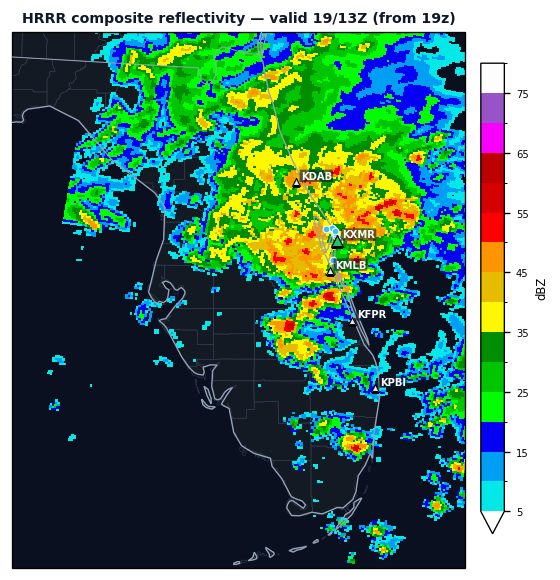 HRRR composite reflectivity — valid 19/13Z (from 19z)
KDAB
KXMR
KMLB
KFPR
KPBI
75
65
55
45
35
25
15
5
dBZ